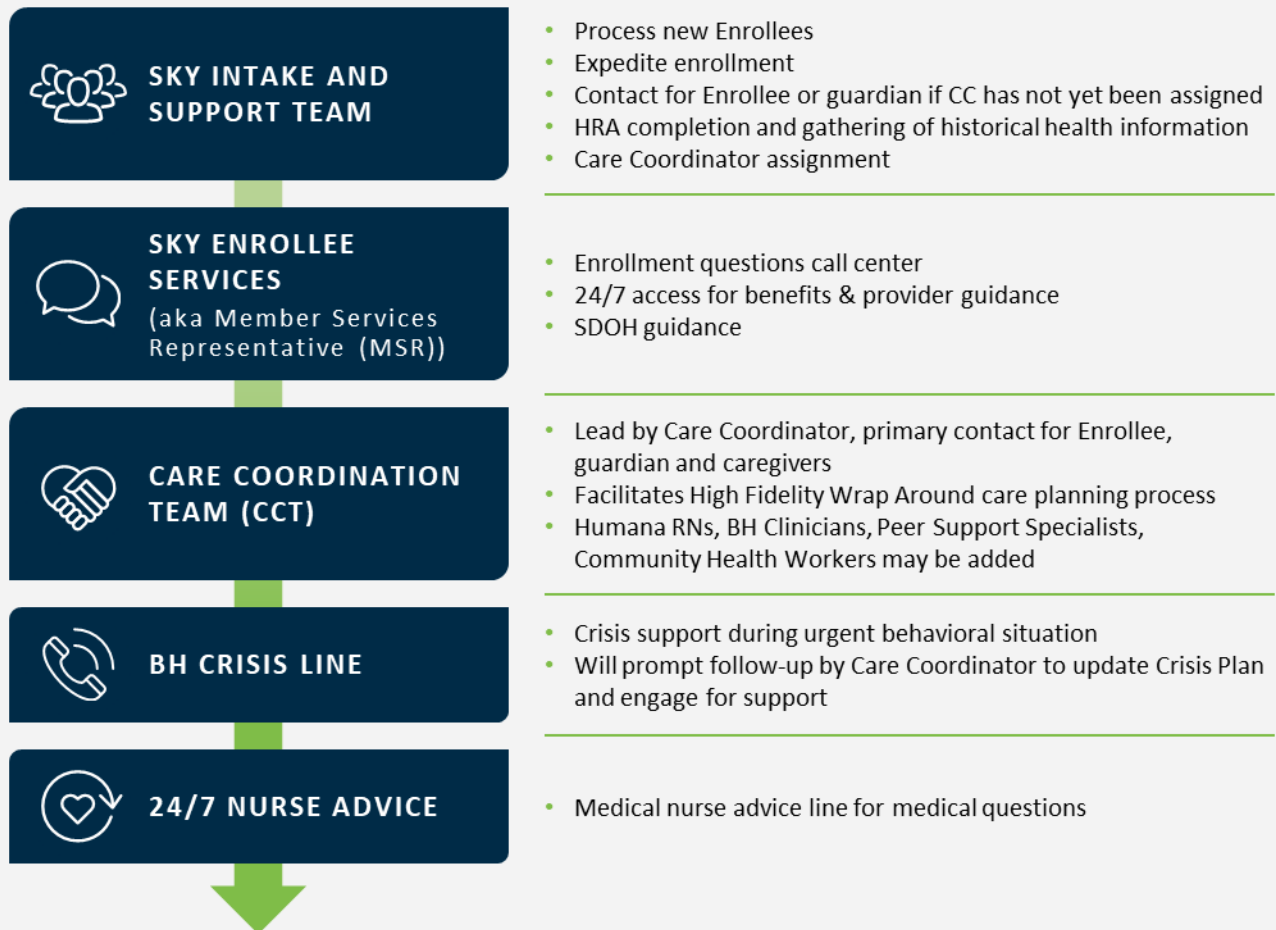 SKY INTAKE AND
SUPPORT TEAM
• Process new Enrollees
• Expedite enrollment
• Contact for Enrollee or guardian if CC has not yet been assigned
• HRA completion and gathering of historical health information
• Care Coordinator assignment
SKY ENROLLEE
SERVICES
(aka Member Services
Representative (MSR))
• Enrollment questions call center
• 24/7 access for benefits & provider guidance
• SDOH guidance
CARE COORDINATION
TEAM (CCT)
• Lead by Care Coordinator, primary contact for Enrollee,
guardian and caregivers
• Facilitates High Fidelity Wrap Around care planning process
• Humana RNs, BH Clinicians, Peer Support Specialists,
Community Health Workers may be added
BH CRISIS LINE
• Crisis support during urgent behavioral situation
• Will prompt follow-up by Care Coordinator to update Crisis Plan
and engage for support
24/7 NURSE ADVICE
• Medical nurse advice line for medical questions